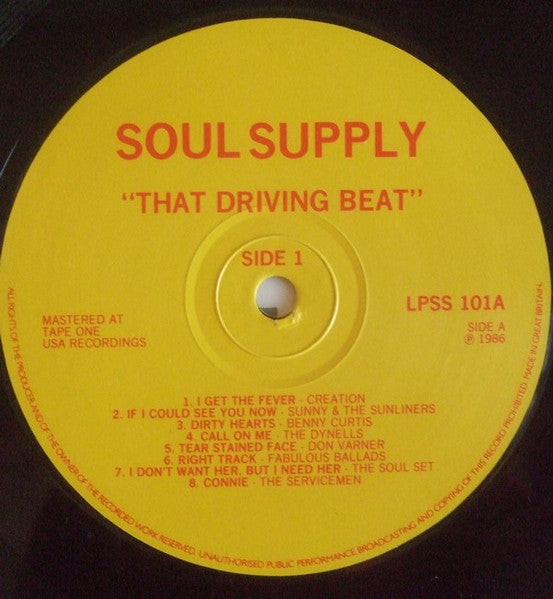 SOUL SUPPLY
"THAT DRIVING BEAT"
SIDE 1
LPSS 101A
MASTERED AT
TAPE ONE
USA RECORDINGS
SIDE A
℗ 1986
1. I GET THE FEVER - CREATION
2. IF I COULD SEE YOU NOW - SUNNY & THE SUNLINERS
3. DIRTY HEARTS - BENNY CURTIS
4. CALL ON ME - THE DYNELLS
5. TEAR STAINED FACE - DON VARNER
6. RIGHT TRACK - FABULOUS BALLADS
7. I DON'T WANT HER, BUT I NEED HER - THE SOUL SET
8. CONNIE - THE SERVICEMEN
ALL RIGHTS OF THE PRODUCER AND OF THE OWNER OF THE RECORDED WORK RESERVED. UNAUTHORISED PUBLIC PERFORMANCE, BROADCASTING AND COPYING OF THIS RECORD PROHIBITED. MADE IN GREAT BRITAIN.